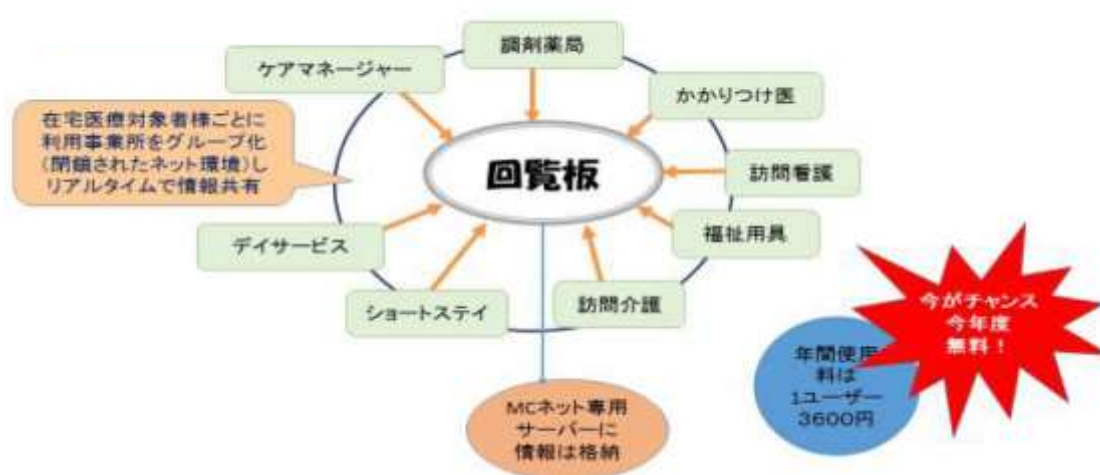 調剤薬局
ケアマネージャー
かかりつけ医
在宅医療対象者様ごとに
利用事業所をグループ化
(閉鎖されたネット環境)し
リアルタイムで情報共有
回覧板
訪問看護
デイサービス
福祉用具
ショートステイ
訪問介護
今がチャンス
今年度
無料！
年間使用
料は
1ユーザー
3600円
MCネット専用
サーバーに
情報は格納